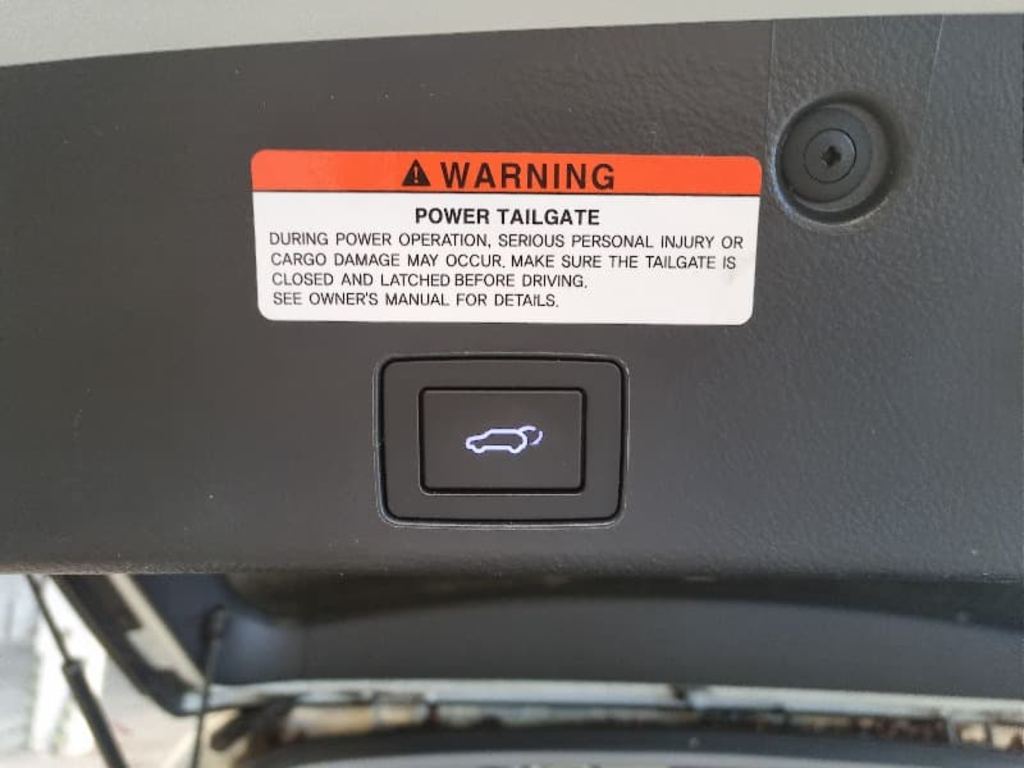 WARNING
POWER TAILGATE
DURING POWER OPERATION, SERIOUS PERSONAL INJURY OR
CARGO DAMAGE MAY OCCUR. MAKE SURE THE TAILGATE IS
CLOSED AND LATCHED BEFORE DRIVING.
SEE OWNER'S MANUAL FOR DETAILS.